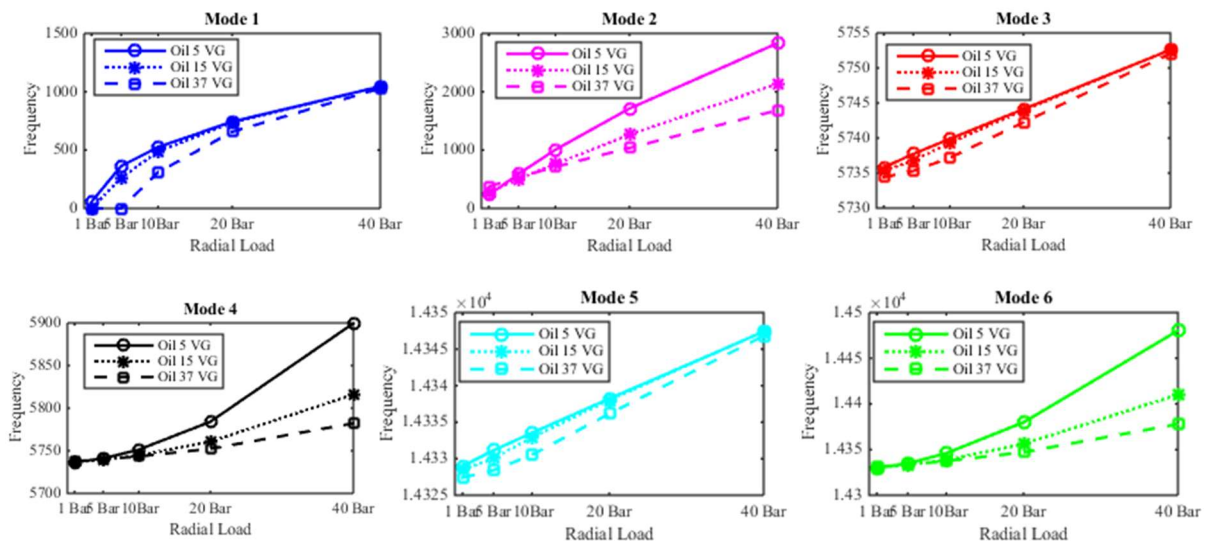 Mode 1
1500
1000
500
0
Frequency
Oil 5 VG
Oil 15 VG
Oil 37 VG
1 Bar 5 Bar 10Bar 20 Bar 40 Bar
Radial Load
Mode 2
3000
2000
1000
0
Frequency
Oil 5 VG
Oil 15 VG
Oil 37 VG
1 Bar 5 Bar 10Bar 20 Bar 40 Bar
Radial Load
Mode 3
5755
5750
5745
5740
5735
5730
Frequency
Oil 5 VG
Oil 15 VG
Oil 37 VG
1 Bar 5 Bar 10Bar 20 Bar 40 Bar
Radial Load
Mode 4
5900
5850
5800
5750
5700
Frequency
Oil 5 VG
Oil 15 VG
Oil 37 VG
1 Bar 5 Bar 10Bar 20 Bar 40 Bar
Radial Load
Mode 5
×10⁴
1.435
1.4345
1.434
1.4335
1.433
1.4325
Frequency
Oil 5 VG
Oil 15 VG
Oil 37 VG
1 Bar 5 Bar 10Bar 20 Bar 40 Bar
Radial Load
Mode 6
×10⁴
1.45
1.445
1.44
1.435
1.43
Frequency
Oil 5 VG
Oil 15 VG
Oil 37 VG
1 Bar 5 Bar 10Bar 20 Bar 40 Bar
Radial Load